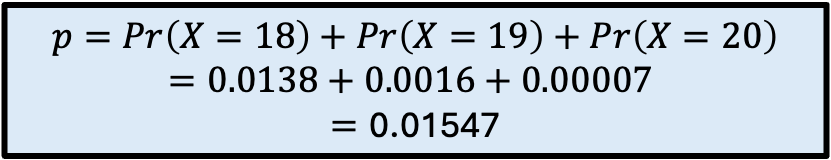 p = Pr(X = 18) + Pr(X = 19) + Pr(X = 20)
= 0.0138 + 0.0016 + 0.00007
= 0.01547